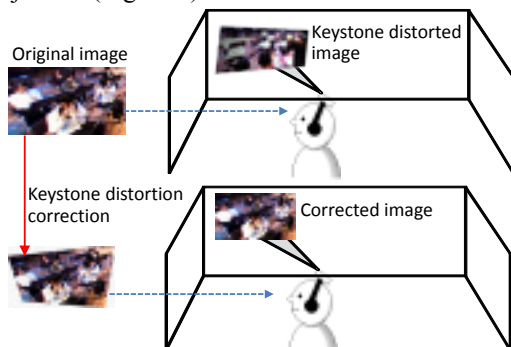 Original image
Keystone distorted
image
Keystone distortion
correction
Corrected image